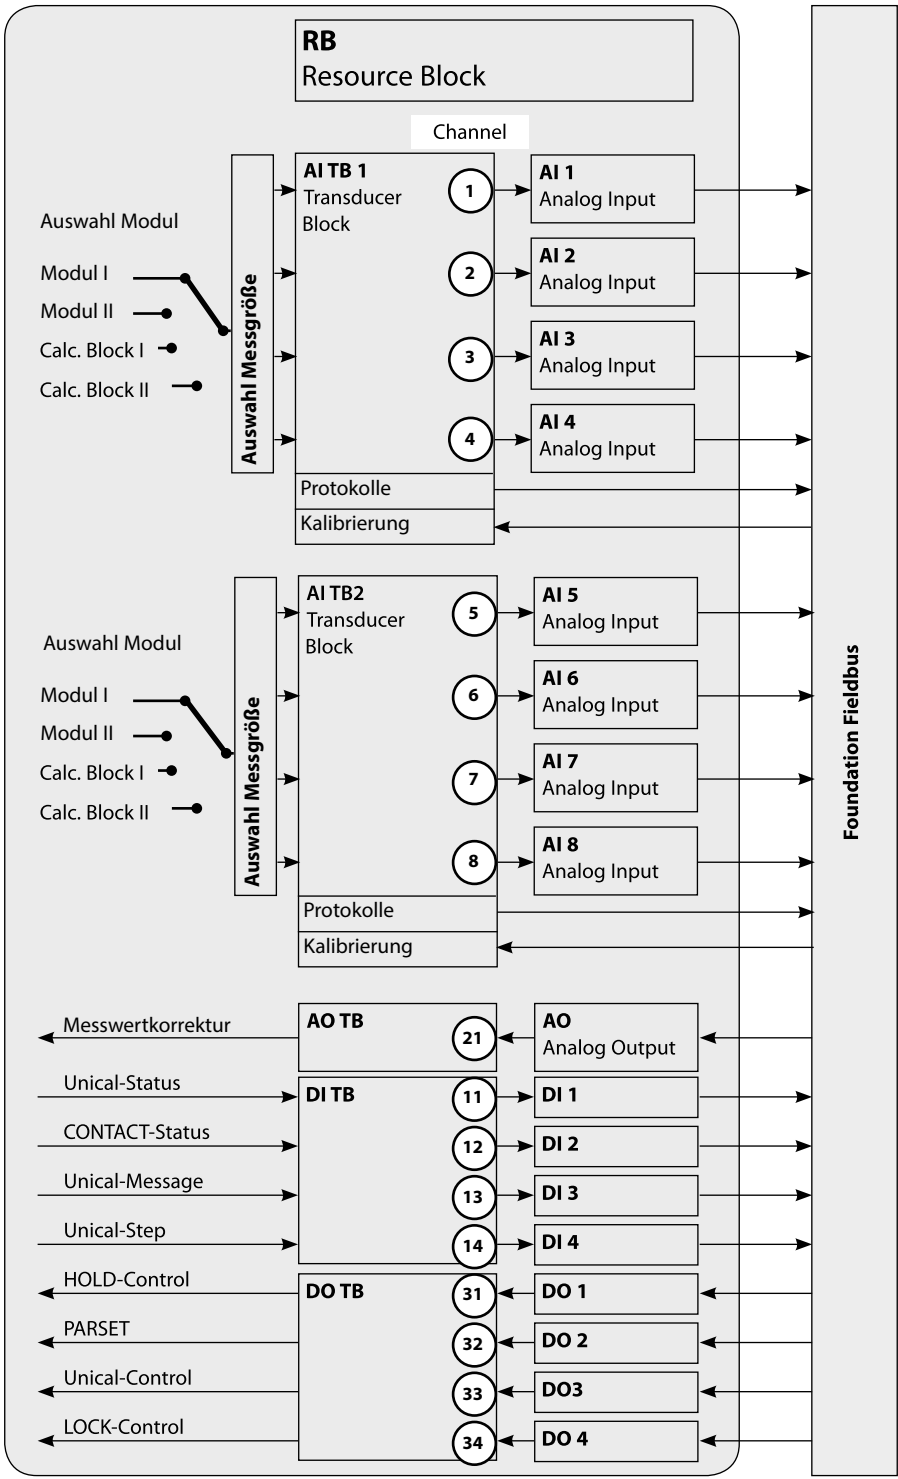 RB
Resource Block
Channel
Auswahl Modul
Modul I
Modul II
Calc. Block I
Calc. Block II
Auswahl Messgröße
AI TB 1
Transducer
Block
1
2
3
4
AI 1
Analog Input
AI 2
Analog Input
AI 3
Analog Input
AI 4
Analog Input
Protokolle
Kalibrierung
Auswahl Modul
Modul I
Modul II
Calc. Block I
Calc. Block II
Auswahl Messgröße
AI TB2
Transducer
Block
5
6
7
8
AI 5
Analog Input
AI 6
Analog Input
AI 7
Analog Input
AI 8
Analog Input
Protokolle
Kalibrierung
Foundation Fieldbus
Messwertkorrektur
AO TB
21
AO
Analog Output
Unical-Status
DI TB
11
DI 1
CONTACT-Status
12
DI 2
Unical-Message
13
DI 3
Unical-Step
14
DI 4
HOLD-Control
DO TB
31
DO 1
PARSET
32
DO 2
Unical-Control
33
DO3
LOCK-Control
34
DO 4